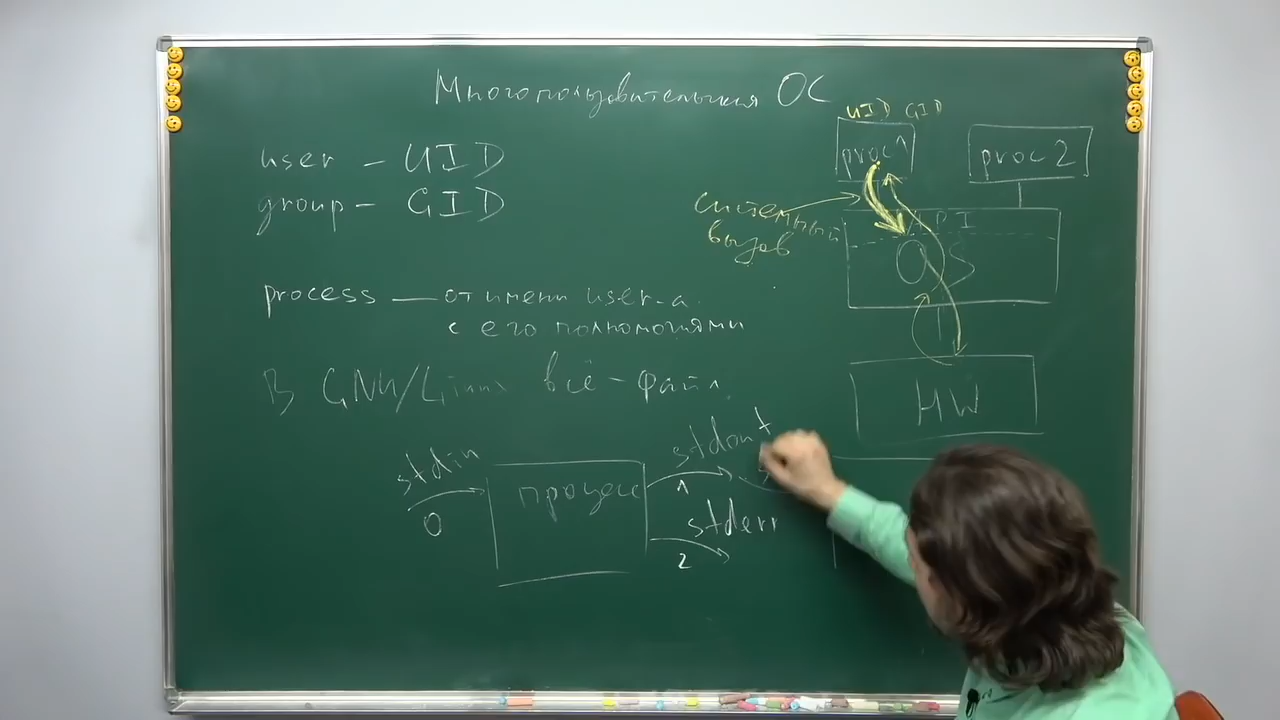 Многопользовательская ОС
user - UID
group - GID
process — от имени user-а
с его полномочиями
В GNU/Linux всё - файл.
stdin
0
процесс
stdout
1
stderr
2
UID GID
proc 1
proc 2
системный
вызов
API
OS
HW